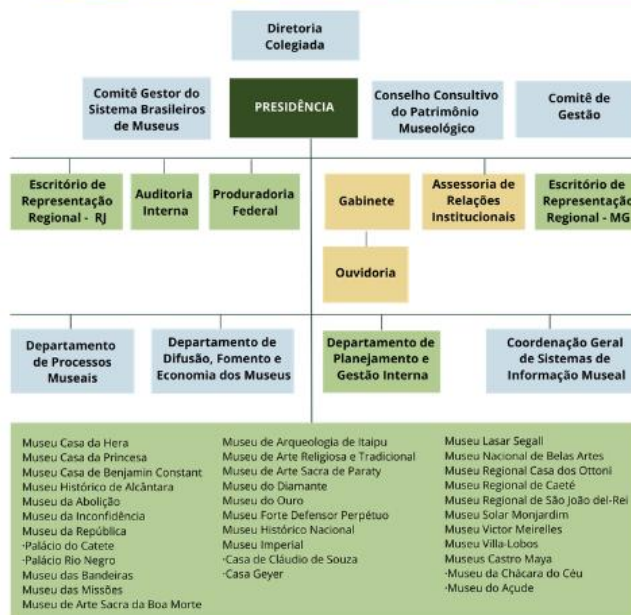 Diretoria
Colegiada
Comitê Gestor do
Sistema Brasileiros
de Museus
PRESIDÊNCIA
Conselho Consultivo
do Patrimônio
Museológico
Comitê de
Gestão
Escritório de
Representação
Regional - RJ
Auditoria
Interna
Produradoria
Federal
Gabinete
Assessoria de
Relações
Institucionais
Escritório de
Representação
Regional - MG
Ouvidoria
Departamento
de Processos
Museais
Departamento de
Difusão, Fomento e
Economia dos Museus
Departamento de
Planejamento e
Gestão Interna
Coordenação Geral
de Sistemas de
Informação Museal
Museu Casa da Hera
Museu Casa da Princesa
Museu Casa de Benjamin Constant
Museu Histórico de Alcântara
Museu da Abolição
Museu da Inconfidência
Museu da República
-Palácio do Catete
-Palácio Rio Negro
Museu das Bandeiras
Museu das Missões
Museu de Arte Sacra da Boa Morte
Museu de Arqueologia de Itaipu
Museu de Arte Religiosa e Tradicional
Museu de Arte Sacra de Paraty
Museu do Diamante
Museu do Ouro
Museu Forte Defensor Perpétuo
Museu Histórico Nacional
Museu Imperial
-Casa de Cláudio de Souza
-Casa Geyer
Museu Lasar Segall
Museu Nacional de Belas Artes
Museu Regional Casa dos Ottoni
Museu Regional de Caeté
Museu Regional de São João del-Rei
Museu Solar Monjardim
Museu Victor Meirelles
Museu Villa-Lobos
Museus Castro Maya
-Museu da Chácara do Céu
-Museu do Açude